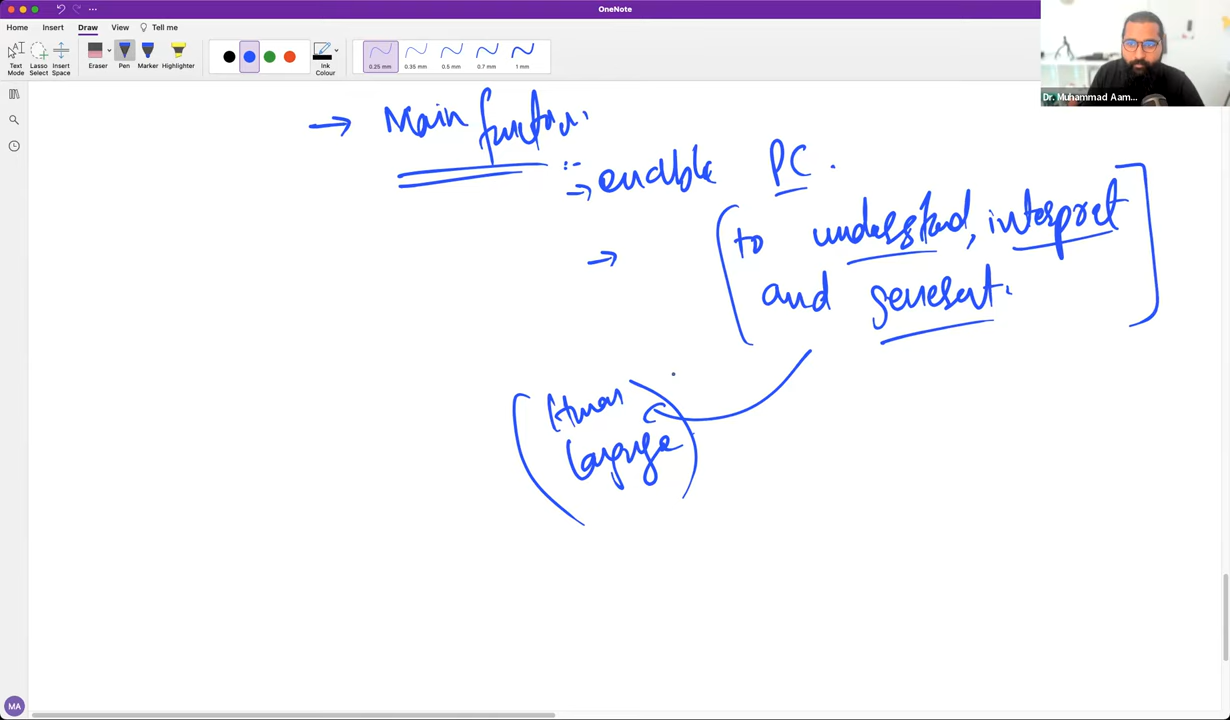 OneNote
Home Insert Draw View Tell me
Text Mode
Lasso Select
Insert Space
Eraser
Pen
Marker
Highlighter
Ink Colour
0.25 mm
0.35 mm
0.5 mm
0.7 mm
1 mm
Dr. Muhammad Aam...
→ Main function
:- → enable PC.
→ to understand, interpret
and generate.
Human
Language
MA